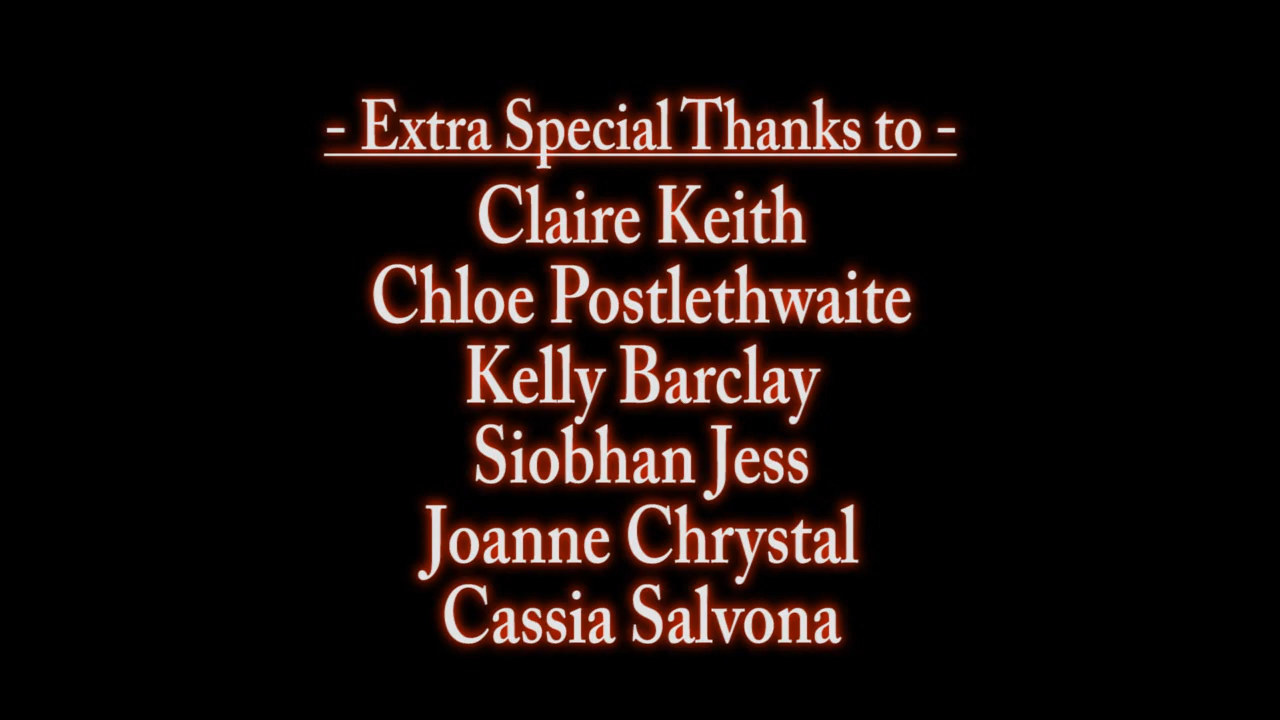 - Extra Special Thanks to -
Claire Keith
Chloe Postlethwaite
Kelly Barclay
Siobhan Jess
Joanne Chrystal
Cassia Salvona